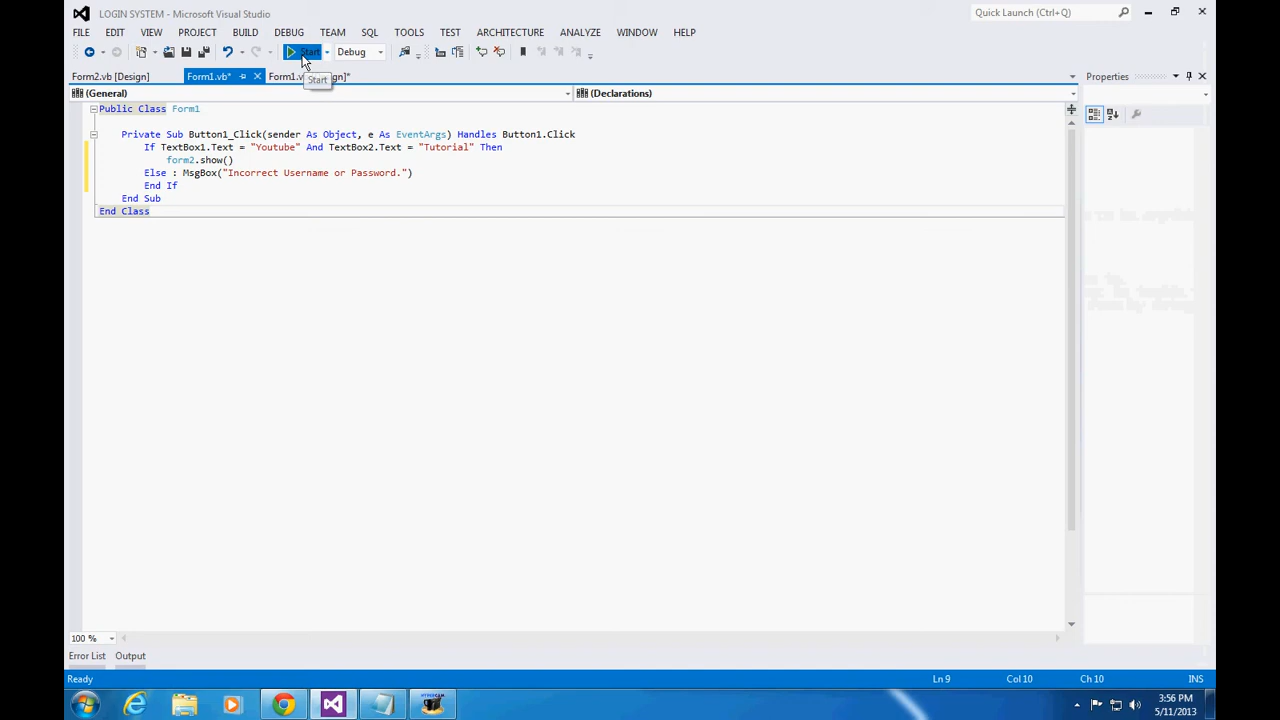 LOGIN SYSTEM - Microsoft Visual Studio
Quick Launch (Ctrl+Q)
FILE EDIT VIEW PROJECT BUILD DEBUG TEAM SQL TOOLS TEST ARCHITECTURE ANALYZE WINDOW HELP
Start Debug
Form2.vb [Design] Form1.vb*
Start
Properties
(General) (Declarations)
Public Class Form1
Private Sub Button1_Click(sender As Object, e As EventArgs) Handles Button1.Click
If TextBox1.Text = "Youtube" And TextBox2.Text = "Tutorial" Then
form2.show()
Else : MsgBox("Incorrect Username or Password.")
End If
End Sub
End Class
100 %
Error List Output
Ready Ln 9 Col 10 Ch 10 INS
HYPERCAM
3:56 PM
5/11/2013